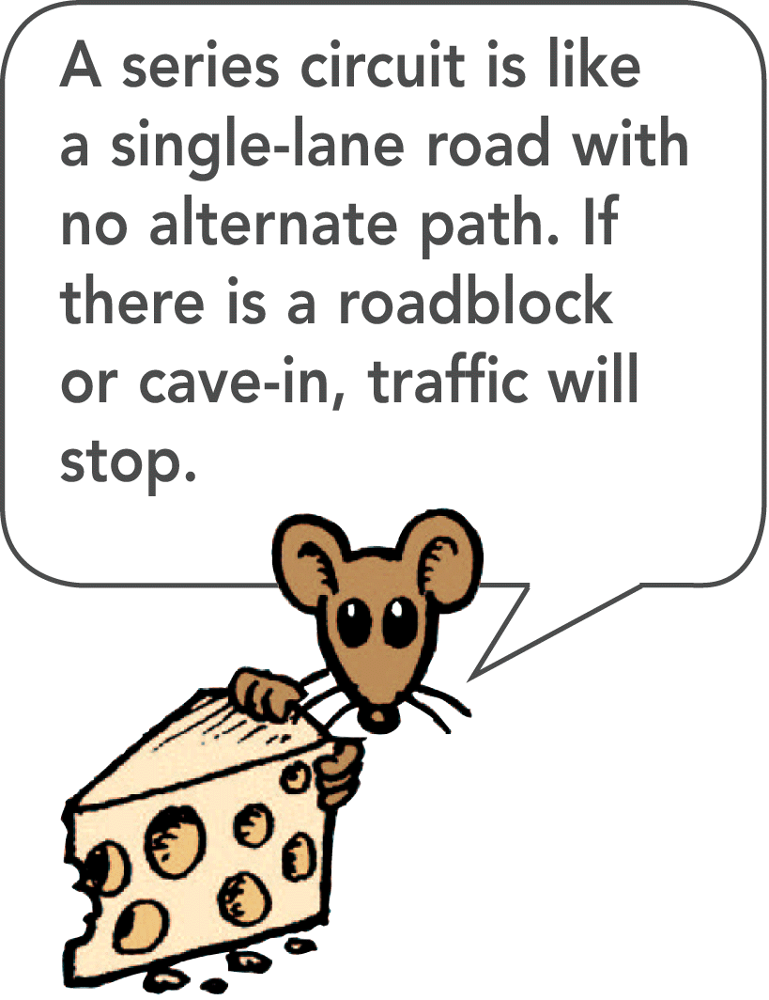 A series circuit is like
a single-lane road with
no alternate path. If
there is a roadblock
or cave-in, traffic will
stop.